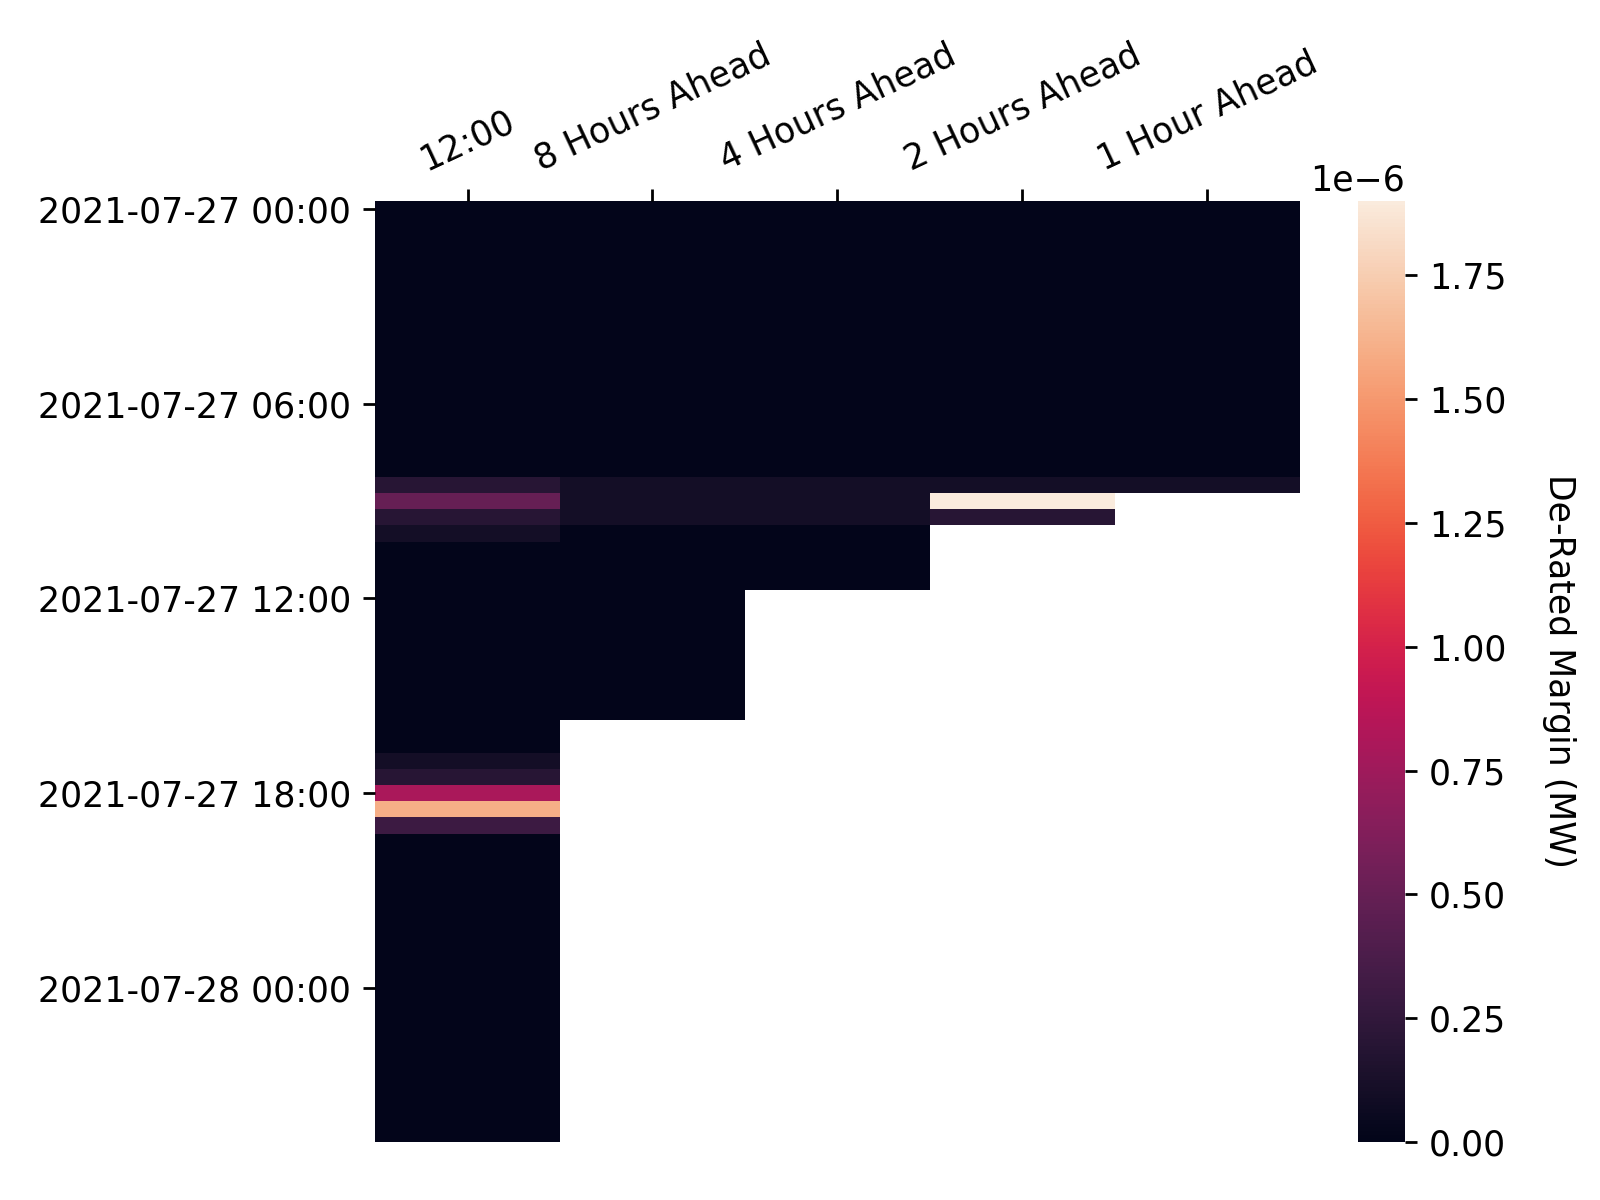 12:00
8 Hours Ahead
4 Hours Ahead
2 Hours Ahead
1 Hour Ahead
1e−6
2021-07-27 00:00
2021-07-27 06:00
2021-07-27 12:00
2021-07-27 18:00
2021-07-28 00:00
1.75
1.50
1.25
1.00
0.75
0.50
0.25
0.00
De-Rated Margin (MW)